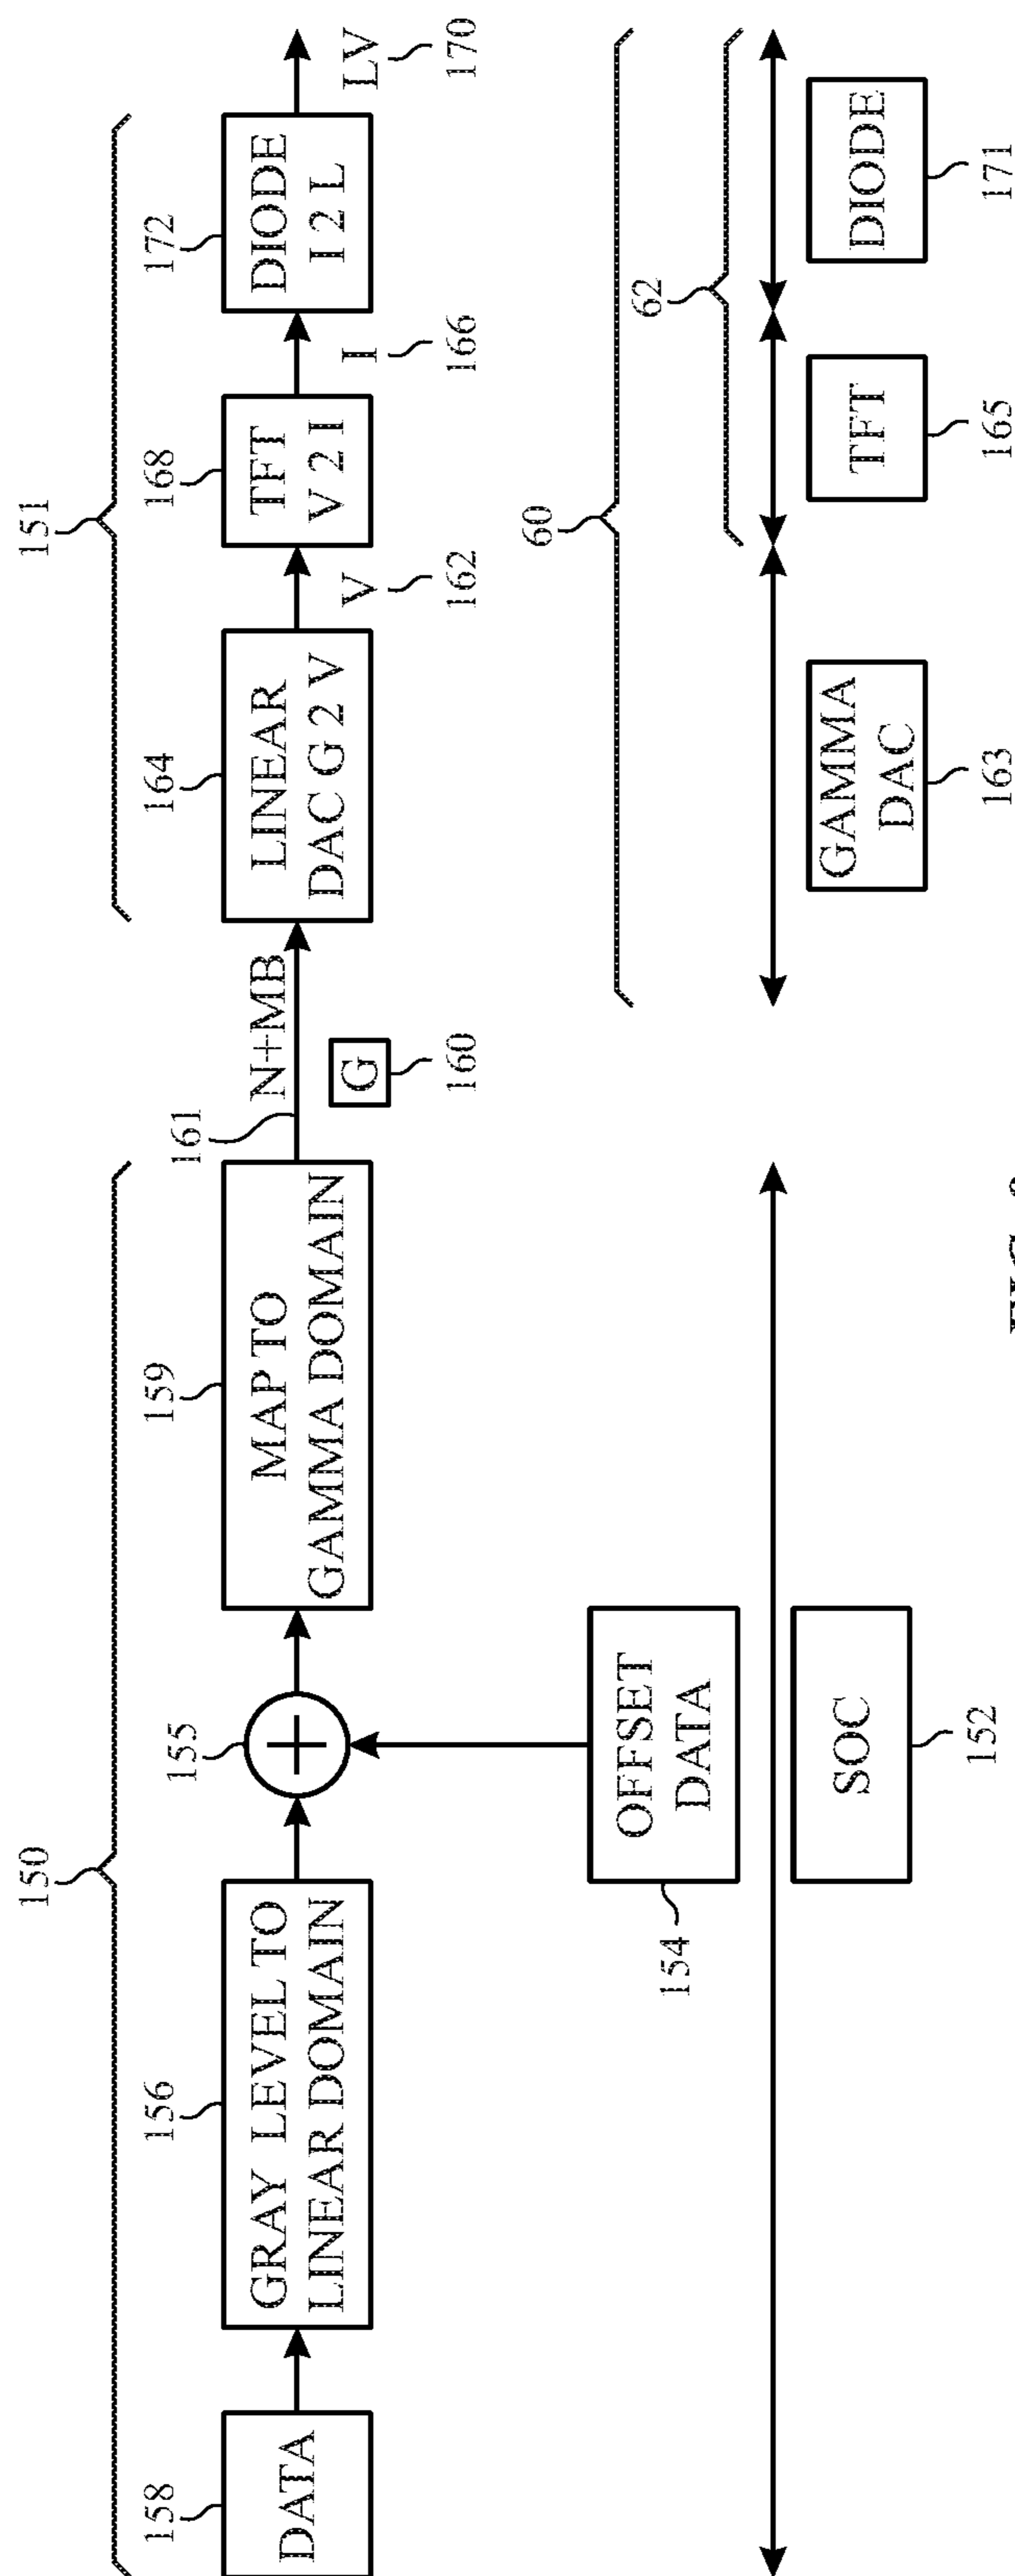 150
151
158
156
155
159
161
164
168
172
DATA
GRAY LEVEL TO
LINEAR DOMAIN
MAP TO
GAMMA DOMAIN
N+MB
LINEAR
DAC G 2 V
TFT
V 2 I
DIODE
I 2 L
G
160
V
162
I
166
LV
170
60
62
154
OFFSET
DATA
SOC
152
GAMMA
DAC
163
TFT
165
DIODE
171